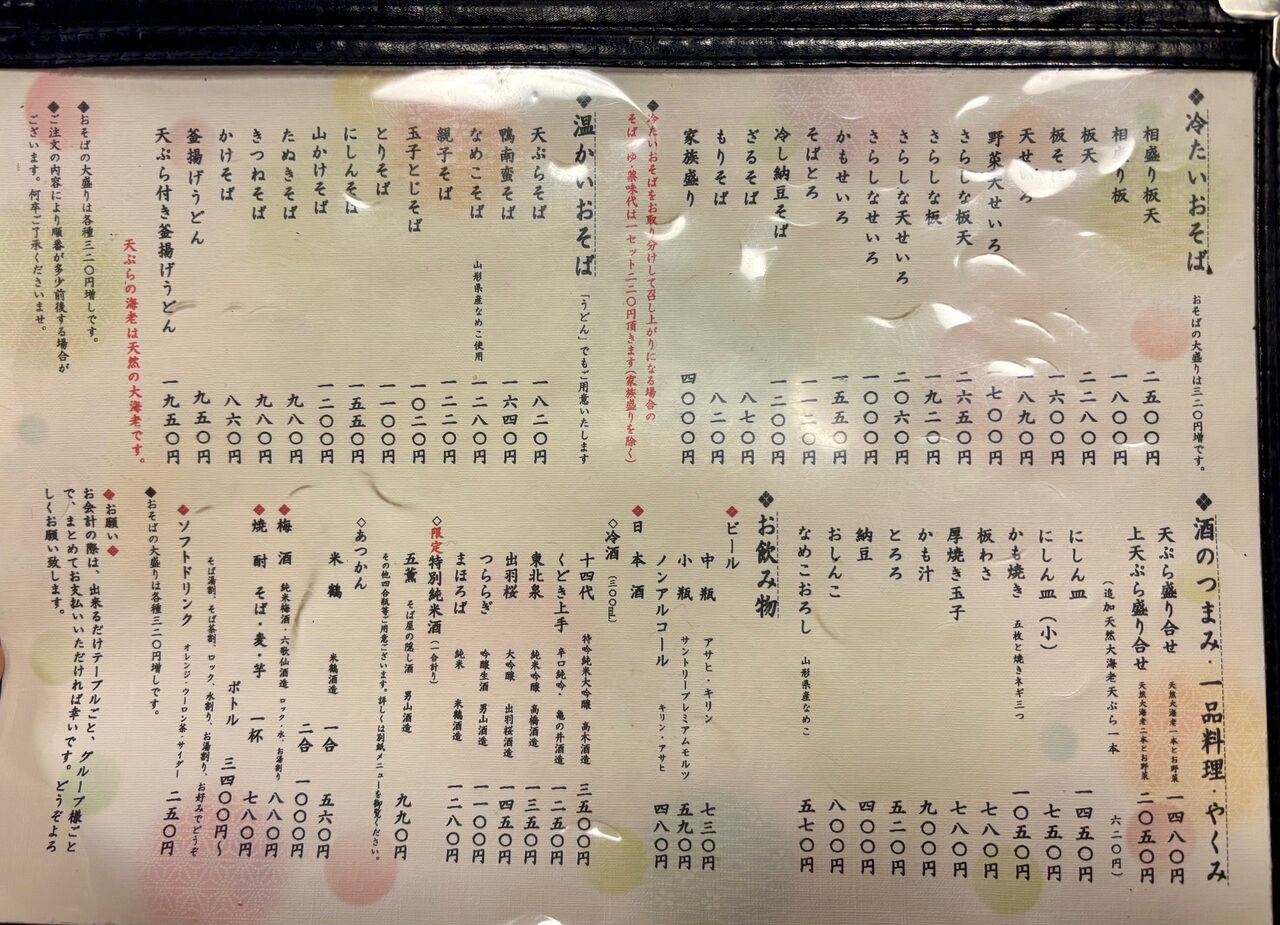 ❖冷たいおそば　おそばの大盛りは三二〇円増です。
相盛り板天　二五〇〇円
相盛り板　一八〇〇円
板天　二二八〇円
板そば　一六〇〇円
天せいろ　一八九〇円
野菜天せいろ　一七〇〇円
さらしな板天　二六五〇円
さらしな板　一九二〇円
さらしな天せいろ　二〇六〇円
さらしなせいろ
かもせいろ　一五五〇円
そばとろ　一一二〇円
冷し納豆そば　一二〇〇円
ざるそば　八七〇円
もりそば　八二〇円
家族盛り　四〇〇〇円
◆冷たいおそばをお取り分けして召し上がりになる場合の
そばつゆ・薬味代は一セット二二〇円頂きます(家族盛りを除く)
❖温かいおそば　「うどん」でもご用意いたします
天ぷらそば　一八二〇円
鴨南蛮そば　一六四〇円
なめこそば　山形県産なめこ使用　一二八〇円
親子そば　一二二〇円
玉子とじそば　一〇二〇円
とりそば　一一〇〇円
にしんそば　一五五〇円
山かけそば　一二〇〇円
たぬきそば　九八〇円
きつねそば　九八〇円
かけそば　八六〇円
釜揚げうどん　九五〇円
天ぷら付き釜揚げうどん　一九五〇円
天ぷらの海老は天然の大海老です。
◆おそばの大盛りは各種三二〇円増しです。
◆ご注文の内容により順番が多少前後する場合が
ございます。何卒ご了承くださいませ。
❖酒のつまみ・一品料理・やくみ
天ぷら盛り合せ　天然大海老一本とお野菜　一四八〇円
上天ぷら盛り合せ　天然大海老二本とお野菜　二〇五〇円
(追加天然大海老天ぷら一本　六二〇円)
にしん皿　一四五〇円
にしん皿(小)　七五〇円
かも焼き　五枚と焼きネギ三つ　一〇五〇円
板わさ　七八〇円
厚焼き玉子　七八〇円
かも汁　九〇〇円
とろろ　五二〇円
納豆　四〇〇円
おしんこ　八〇〇円
なめこおろし　山形県産なめこ　五七〇円
❖お飲み物
◆ビール
中瓶　アサヒ・キリン　七三〇円
小瓶　サントリープレミアムモルツ　五九〇円
ノンアルコール　キリン・アサヒ　四八〇円
◆日本酒
◇冷酒(三〇〇mL)
十四代　特吟純米大吟醸　高木酒造　三五〇〇円
くどき上手　辛口純吟・亀の井酒造　一二五〇円
東北泉　純米吟醸　高橋酒造　一三五〇円
出羽桜　大吟醸　出羽桜酒造　一四五〇円
つららぎ　吟醸生酒　男山酒造　一一〇〇円
まほろば　純米　米鶴酒造　一二八〇円
◇限定特別純米酒(一合計り)
五薫　そば屋の隠し酒　男山酒造　九九〇円
その他四合瓶等ご用意ございます。詳しくは別紙メニューを御覧ください。
◇あつかん
米鶴　米鶴酒造　一合　五六〇円
二合　一〇〇〇円
◆梅酒　純米梅酒・六歌仙酒造　ロック・水・お湯割り　八八〇円
◆焼酎　そば・麦・芋　一杯　七八〇円
ボトル　三四〇〇円〜
そば湯割、そば茶割、ロック、水割り、お湯割り、お好みでどうぞ
◆ソフトドリンク　オレンジ・ウーロン茶・サイダー　二五〇円
◆おそばの大盛りは各種三二〇円増しです。
◆お願い◆
お会計の際は、出来るだけテーブルごと、グループ様ごと
で、まとめてお支払いいただければ幸いです。どうぞよろ
しくお願い致します。